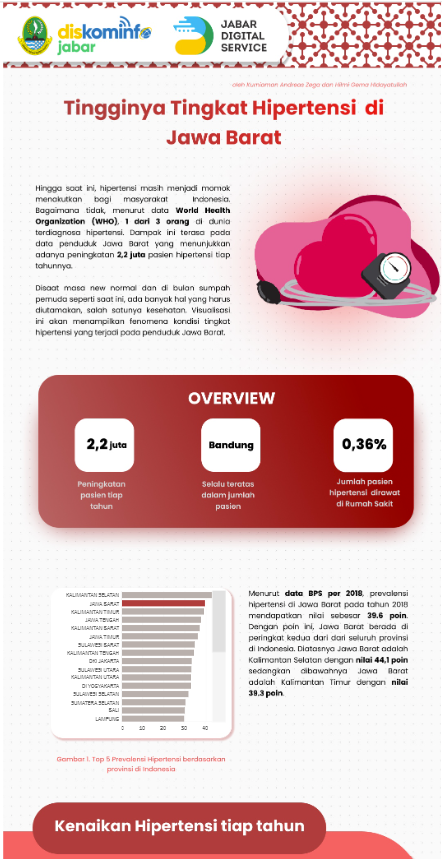 diskominfo
jabar
JABAR
DIGITAL
SERVICE
oleh Kurniaman Andreas Zega dan Hilmi Gema Hidayatullah
Tingginya Tingkat Hipertensi di
Jawa Barat
Hingga saat ini, hipertensi masih menjadi momok
menakutkan bagi masyarakat Indonesia.
Bagaimana tidak, menurut data World Health
Organization (WHO), 1 dari 3 orang di dunia
terdiagnosa hipertensi. Dampak ini terasa pada
data penduduk Jawa Barat yang menunjukkan
adanya peningkatan 2,2 juta pasien hipertensi tiap
tahunnya.
Disaat masa new normal dan di bulan sumpah
pemuda seperti saat ini, ada banyak hal yang harus
diutamakan, salah satunya kesehatan. Visualisasi
ini akan menampilkan fenomena kondisi tingkat
hipertensi yang terjadi pada penduduk Jawa Barat.
OVERVIEW
2,2 juta
Peningkatan
pasien tiap
tahun
Bandung
Selalu teratas
dalam jumlah
pasien
0,36%
Jumlah pasien
hipertensi dirawat
di Rumah Sakit
KALIMANTAN SELATAN
JAWA BARAT
KALIMANTAN TIMUR
JAWA TENGAH
KALIMANTAN BARAT
JAWA TIMUR
SULAWESI BARAT
KALIMANTAN TENGAH
DKI JAKARTA
SULAWESI UTARA
KALIMANTAN UTARA
DI YOGYAKARTA
SULAWESI SELATAN
SUMATERA SELATAN
BALI
LAMPUNG
0 10 20 30 40
Gambar 1. Top 5 Prevalensi Hipertensi berdasarkan
provinsi di Indonesia
Menurut data BPS per 2018, prevalensi
hipertensi di Jawa Barat pada tahun 2018
mendapatkan nilai sebesar 39.6 poin.
Dengan poin ini, Jawa Barat berada di
peringkat kedua dari dari seluruh provinsi
di Indonesia. Diatasnya Jawa Barat adalah
Kalimantan Selatan dengan nilai 44,1 poin
sedangkan dibawahnya Jawa Barat
adalah Kalimantan Timur dengan nilai
39.3 poin.
Kenaikan Hipertensi tiap tahun